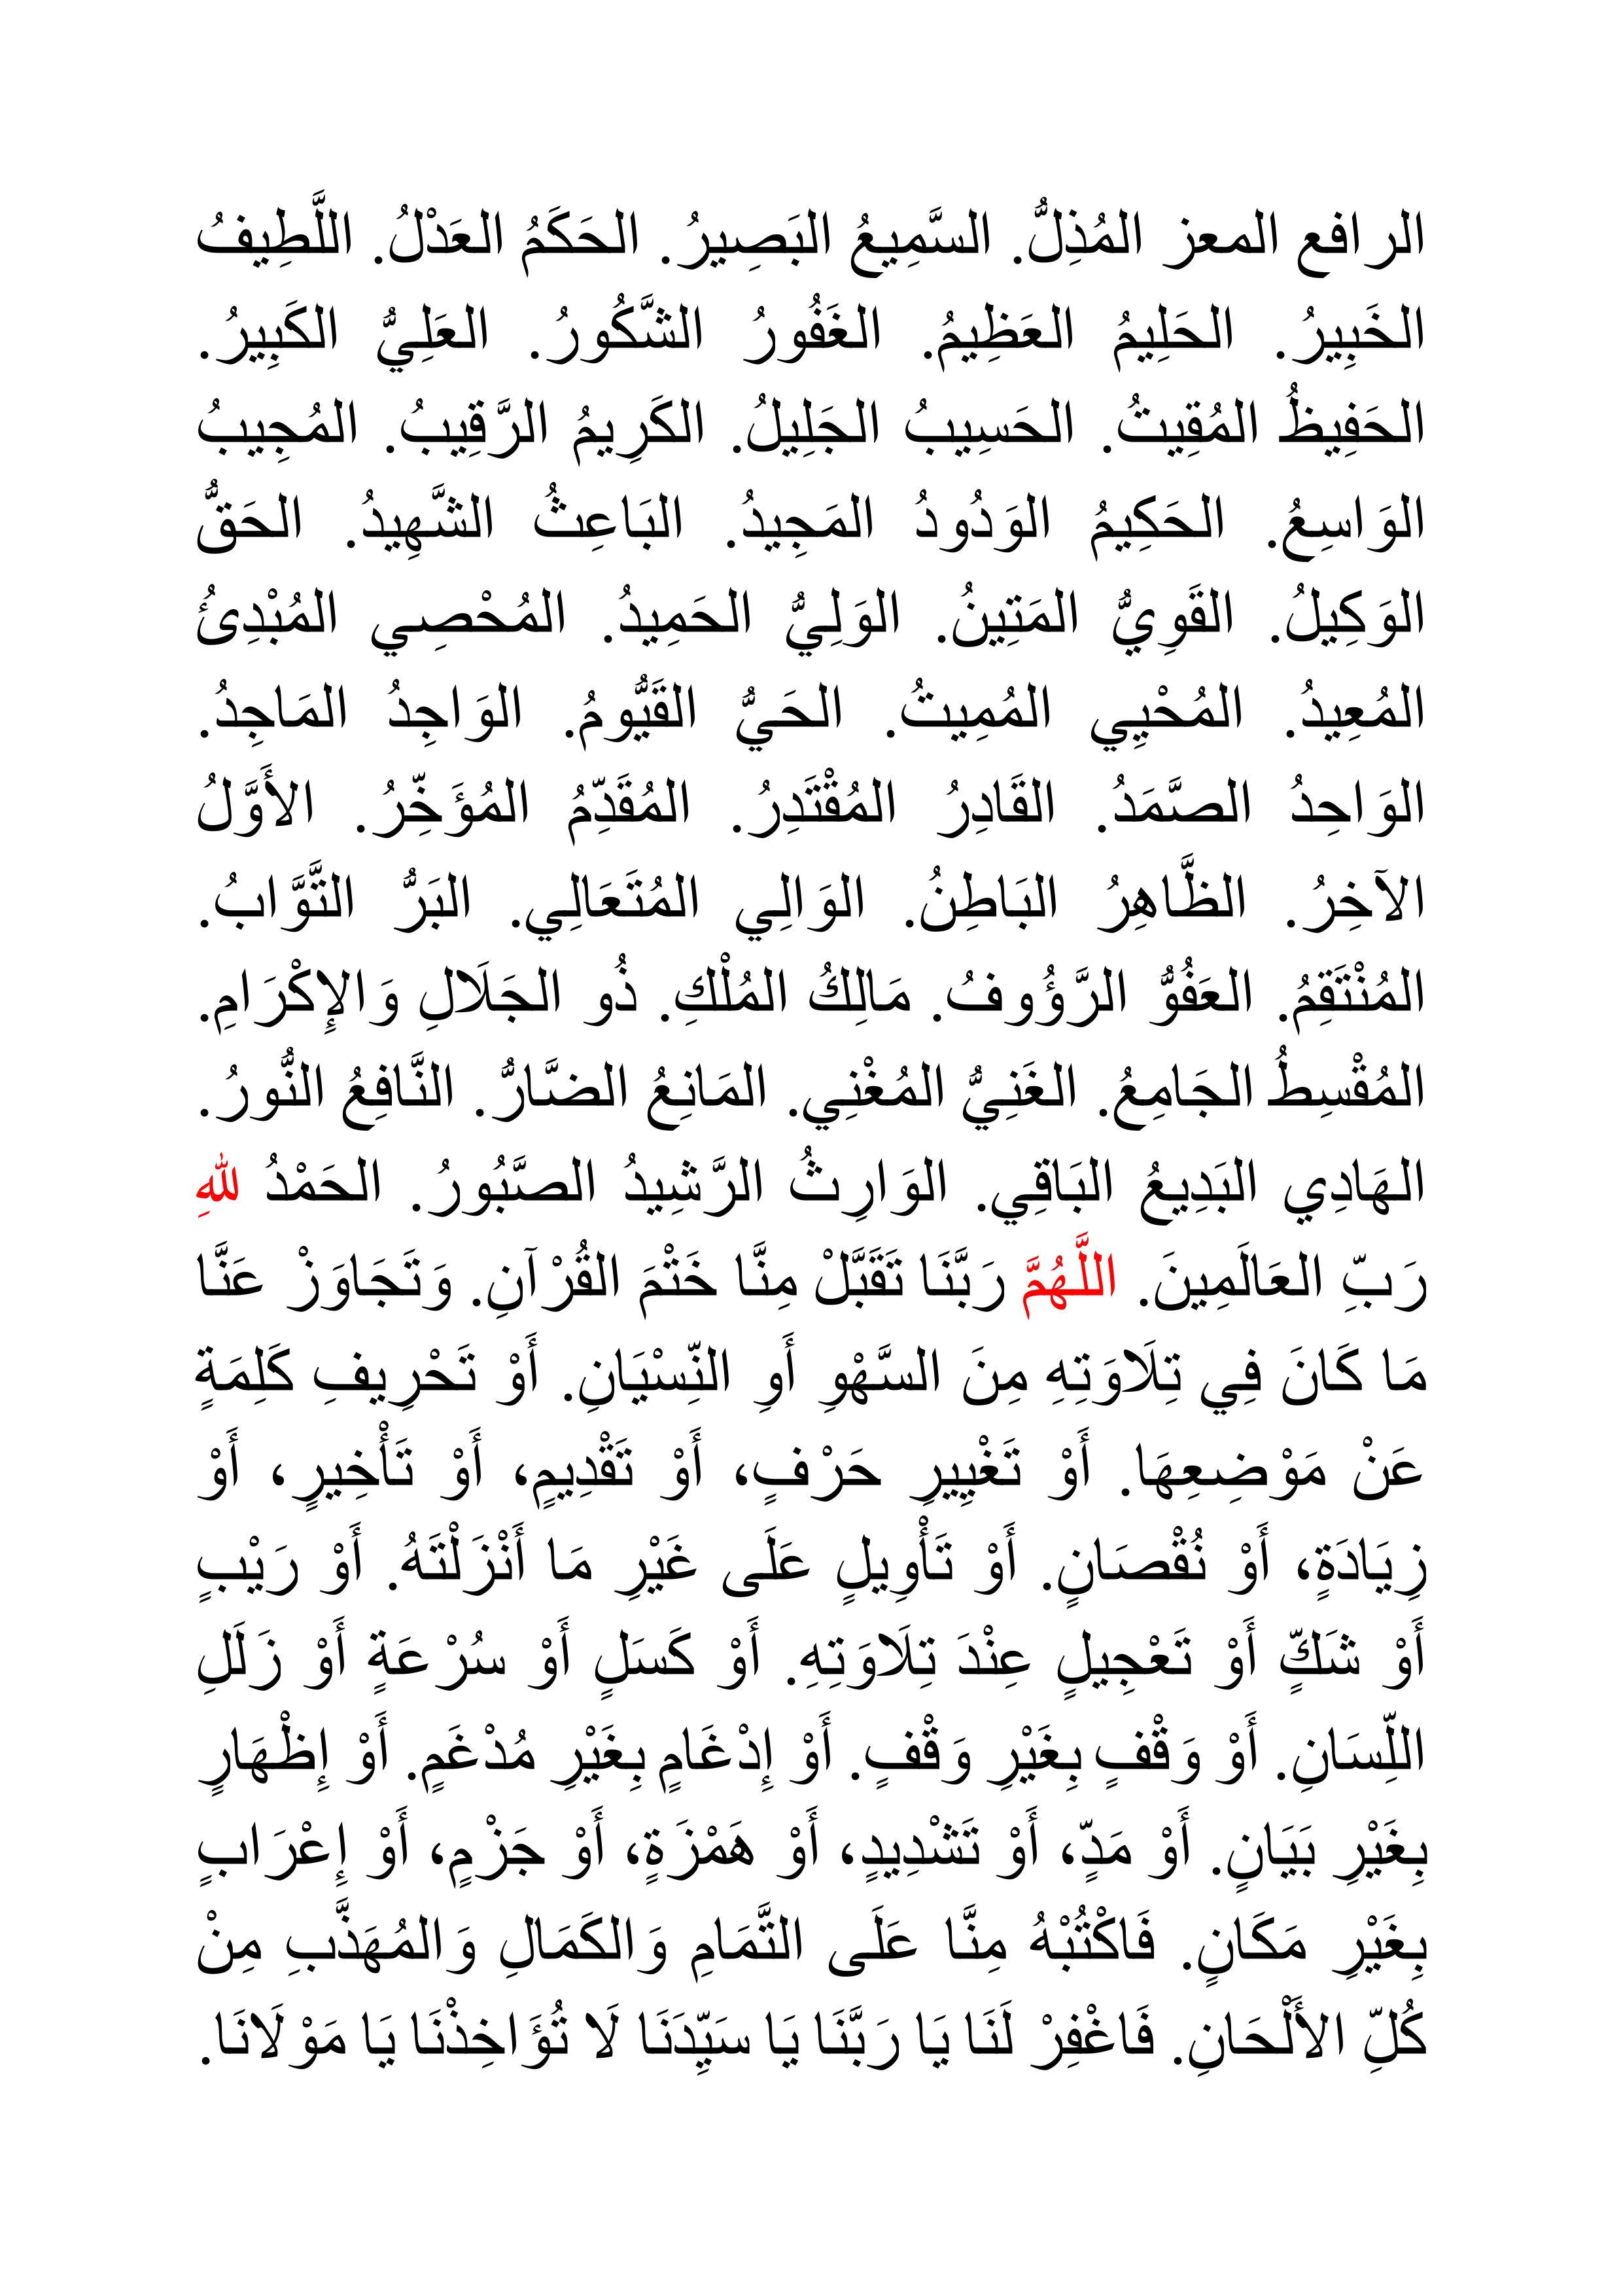 الرافع المعز المُذِلُّ. السَّمِيعُ البَصِيرُ. الحَكَمُ العَدْلُ. اللَّطِيفُ
الخَبِيرُ. الحَلِيمُ العَظِيمُ. الغَفُورُ الشَّكُورُ. العَلِيُّ الكَبِيرُ.
الحَفِيظُ المُقِيتُ. الحَسِيبُ الجَلِيلُ. الكَرِيمُ الرَّقِيبُ. المُجِيبُ
الوَاسِعُ. الحَكِيمُ الوَدُودُ المَجِيدُ. البَاعِثُ الشَّهِيدُ. الحَقُّ
الوَكِيلُ. القَوِيُّ المَتِينُ. الوَلِيُّ الحَمِيدُ. المُحْصِي المُبْدِئُ
المُعِيدُ. المُحْيِي المُمِيتُ. الحَيُّ القَيُّومُ. الوَاجِدُ المَاجِدُ.
الوَاحِدُ الصَّمَدُ. القَادِرُ المُقْتَدِرُ. المُقَدِّمُ المُؤَخِّرُ. الأَوَّلُ
الآخِرُ. الظَّاهِرُ البَاطِنُ. الوَالِي المُتَعَالِي. البَرُّ التَّوَّابُ.
المُنْتَقِمُ. العَفُوُّ الرَّؤُوفُ. مَالِكُ المُلْكِ. ذُو الجَلَالِ وَالإِكْرَامِ.
المُقْسِطُ الجَامِعُ. الغَنِيُّ المُغْنِي. المَانِعُ الضَّارُّ. النَّافِعُ النُّورُ.
الهَادِي البَدِيعُ البَاقِي. الوَارِثُ الرَّشِيدُ الصَّبُورُ. الحَمْدُ للهِ
رَبِّ العَالَمِينَ. اللَّهُمَّ رَبَّنَا تَقَبَّلْ مِنَّا خَتْمَ القُرْآنِ. وَتَجَاوَزْ عَنَّا
مَا كَانَ فِي تِلَاوَتِهِ مِنَ السَّهْوِ أَوِ النِّسْيَانِ. أَوْ تَحْرِيفِ كَلِمَةٍ
عَنْ مَوْضِعِهَا. أَوْ تَغْيِيرِ حَرْفٍ، أَوْ تَقْدِيمٍ، أَوْ تَأْخِيرٍ، أَوْ
زِيَادَةٍ، أَوْ نُقْصَانٍ. أَوْ تَأْوِيلٍ عَلَى غَيْرِ مَا أَنْزَلْتَهُ. أَوْ رَيْبٍ
أَوْ شَكٍّ أَوْ تَعْجِيلٍ عِنْدَ تِلَاوَتِهِ. أَوْ كَسَلٍ أَوْ سُرْعَةٍ أَوْ زَلَلِ
اللِّسَانِ. أَوْ وَقْفٍ بِغَيْرِ وَقْفٍ. أَوْ إِدْغَامٍ بِغَيْرِ مُدْغَمٍ. أَوْ إِظْهَارٍ
بِغَيْرِ بَيَانٍ. أَوْ مَدٍّ، أَوْ تَشْدِيدٍ، أَوْ هَمْزَةٍ، أَوْ جَزْمٍ، أَوْ إِعْرَابٍ
بِغَيْرِ مَكَانٍ. فَاكْتُبْهُ مِنَّا عَلَى التَّمَامِ وَالكَمَالِ وَالمُهَذَّبِ مِنْ
كُلِّ الأَلْحَانِ. فَاغْفِرْ لَنَا يَا رَبَّنَا يَا سَيِّدَنَا لَا تُؤَاخِذْنَا يَا مَوْلَانَا.